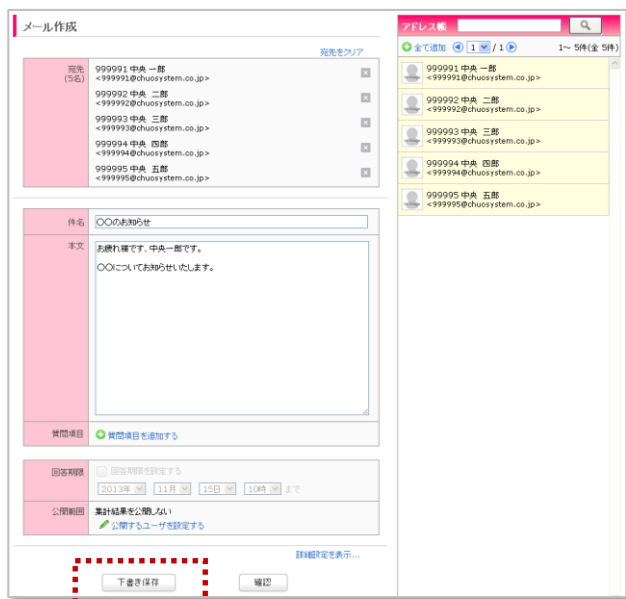 メール作成
宛先をクリア
宛先
(5名)
999991 中央 一郎
<999991@chuosystem.co.jp>
999992 中央 二郎
<999992@chuosystem.co.jp>
999993 中央 三郎
<999993@chuosystem.co.jp>
999994 中央 四郎
<999994@chuosystem.co.jp>
999995 中央 五郎
<999995@chuosystem.co.jp>
件名
〇〇のお知らせ
本文
お疲れ様です、中央一郎です。
〇〇についてお知らせいたします。
質問項目
質問項目を追加する
回答期限
回答期限を設定する
2013年 11月 15日 10時 まで
公開範囲
集計結果を公開しない
公開するユーザを設定する
詳細設定を表示...
下書き保存
確認
アドレス帳
全て追加 1 / 1 1～ 5件(全 5件)
999991 中央 一郎
<999991@chuosystem.co.jp>
999992 中央 二郎
<999992@chuosystem.co.jp>
999993 中央 三郎
<999993@chuosystem.co.jp>
999994 中央 四郎
<999994@chuosystem.co.jp>
999995 中央 五郎
<999995@chuosystem.co.jp>